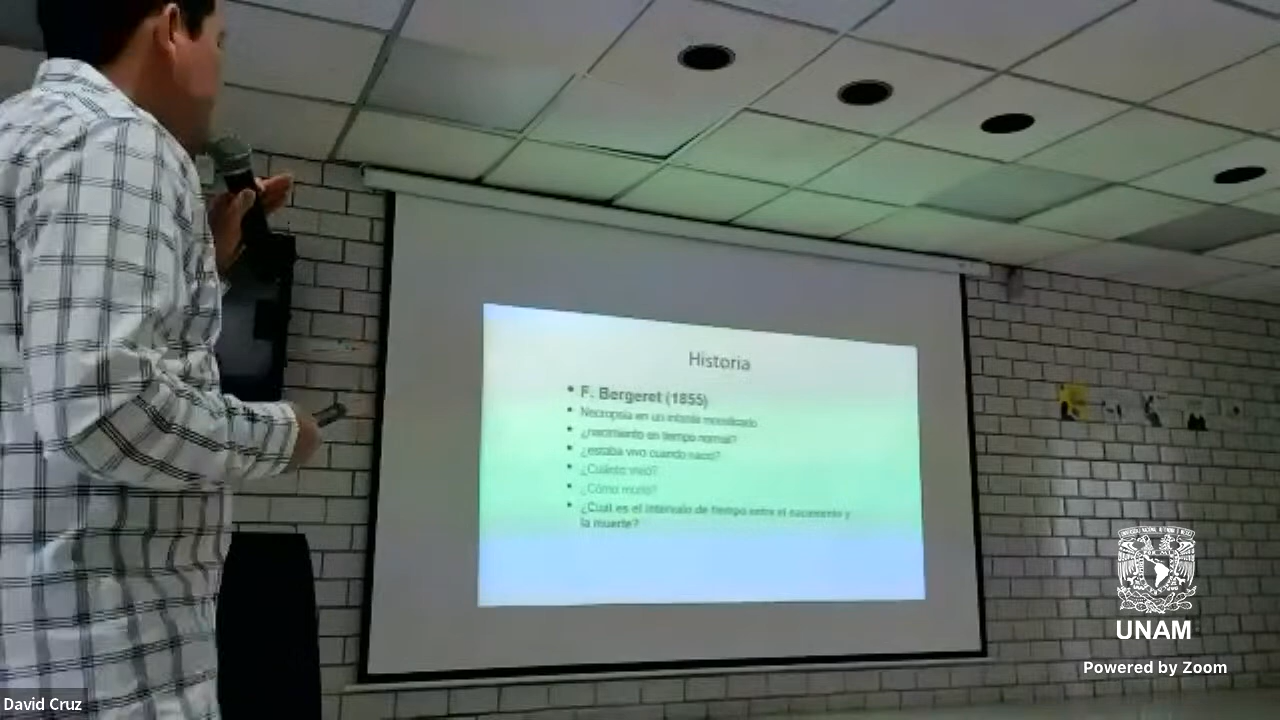 Historia
• F. Bergeret (1855)
• Necropsia en un infante momificado
• ¿nacimiento en tiempo normal?
• ¿estaba vivo cuando nació?
• ¿Cuánto vivió?
• ¿Cómo murió?
• ¿Cuál es el intervalo de tiempo entre el nacimiento y
la muerte?
UNAM
Powered by Zoom
David Cruz